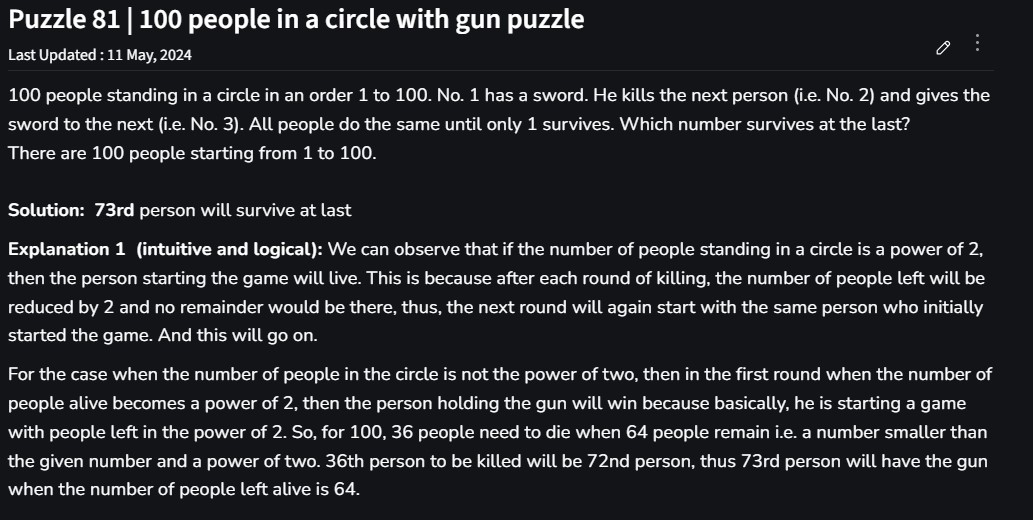 Puzzle 81 | 100 people in a circle with gun puzzle
Last Updated : 11 May, 2024
100 people standing in a circle in an order 1 to 100. No. 1 has a sword. He kills the next person (i.e. No. 2) and gives the
sword to the next (i.e. No. 3). All people do the same until only 1 survives. Which number survives at the last?
There are 100 people starting from 1 to 100.
Solution:  73rd person will survive at last
Explanation 1  (intuitive and logical): We can observe that if the number of people standing in a circle is a power of 2,
then the person starting the game will live. This is because after each round of killing, the number of people left will be
reduced by 2 and no remainder would be there, thus, the next round will again start with the same person who initially
started the game. And this will go on.
For the case when the number of people in the circle is not the power of two, then in the first round when the number of
people alive becomes a power of 2, then the person holding the gun will win because basically, he is starting a game
with people left in the power of 2. So, for 100, 36 people need to die when 64 people remain i.e. a number smaller than
the given number and a power of two. 36th person to be killed will be 72nd person, thus 73rd person will have the gun
when the number of people left alive is 64.